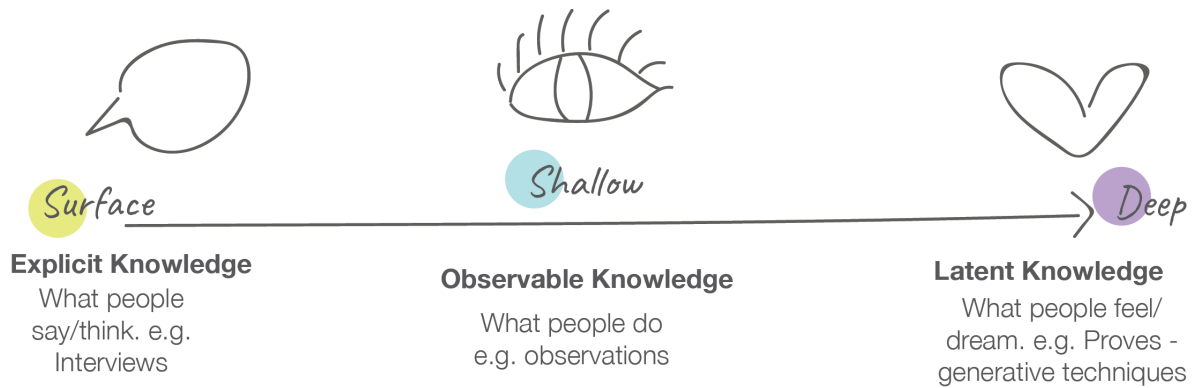 Surface
Shallow
Deep
Explicit Knowledge
What people
say/think. e.g.
Interviews
Observable Knowledge
What people do
e.g. observations
Latent Knowledge
What people feel/
dream. e.g. Proves -
generative techniques